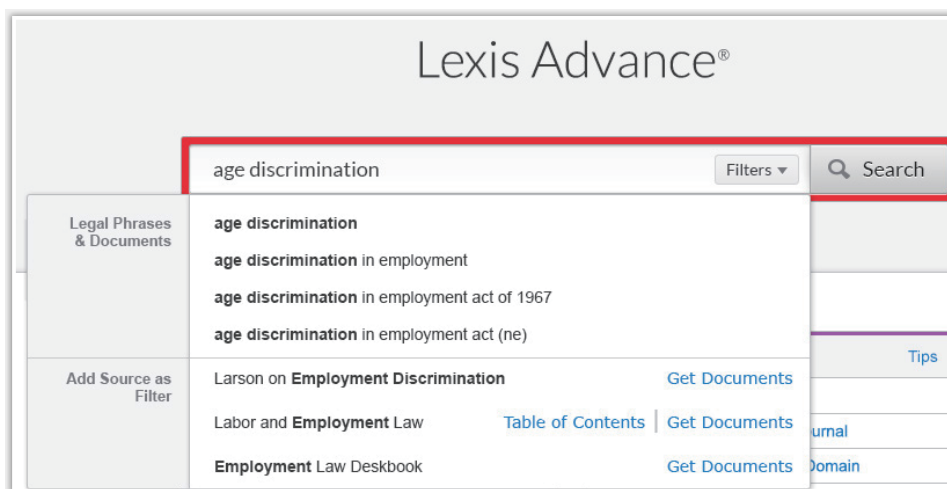 Lexis Advance®
age discrimination Filters ▼ Search
Legal Phrases
& Documents
age discrimination
age discrimination in employment
age discrimination in employment act of 1967
age discrimination in employment act (ne)
Tips
Add Source as
Filter
Larson on Employment Discrimination Get Documents
Labor and Employment Law Table of Contents | Get Documents
Employment Law Deskbook Get Documents
Domain